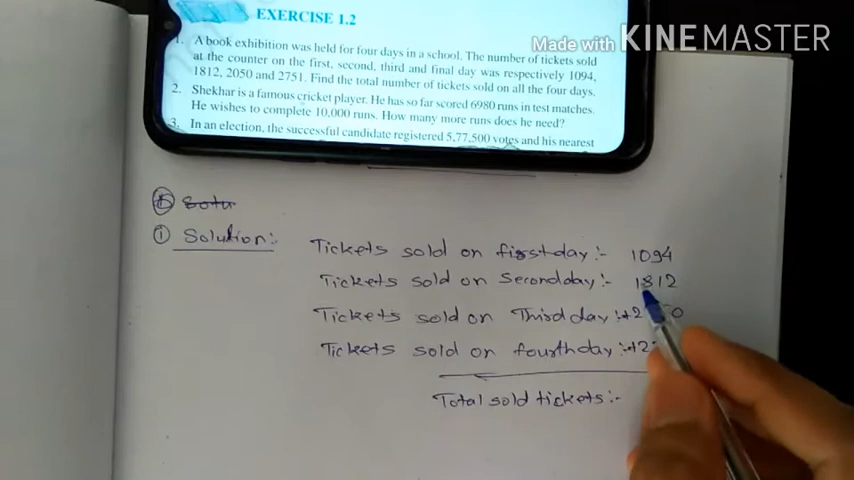 Made with KINEMASTER
EXERCISE 1.2
1. A book exhibition was held for four days in a school. The number of tickets sold
at the counter on the first, second, third and final day was respectively 1094,
1812, 2050 and 2751. Find the total number of tickets sold on all the four days.
2. Shekhar is a famous cricket player. He has so far scored 6980 runs in test matches.
He wishes to complete 10,000 runs. How many more runs does he need?
3. In an election, the successful candidate registered 5,77,500 votes and his nearest
① Solution:- Tickets sold on first day :- 1094
Tickets sold on Second day :- 1812
Tickets sold on Third day :- +2 0
Tickets sold on fourth day :- +2
Total sold tickets :-